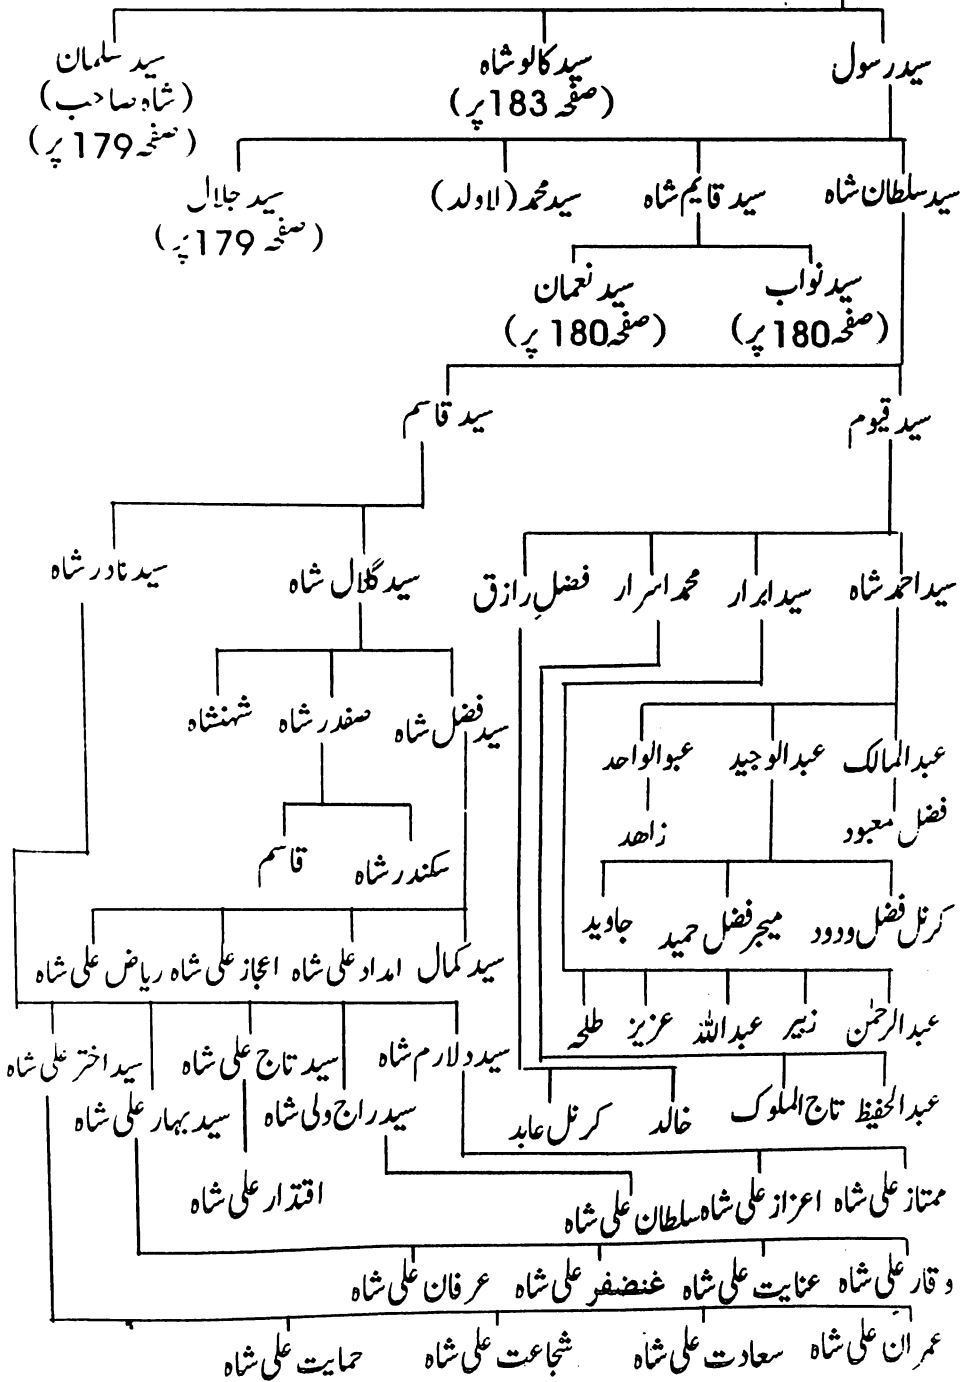 سید رسول
سید کالو شاہ
(صفحہ 183 پر)
سید سلمان
(شاہ صاحب)
(صفحہ 179 پر)
سید سلطان شاہ
سید قایم شاہ
سید محمد (لاولد)
سید جلال
(صفحہ 179 پر)
سید نواب
(صفحہ 180 پر)
سید نعمان
(صفحہ 180 پر)
سید قیوم
سید قاسم
سید احمد شاہ
سید ابرار
محمد اسرار
فضلِ رازق
سید گلال شاہ
سید نادر شاہ
سید فضل شاہ
صفدر شاہ
شہنشاہ
عبدالمالک
عبدالوجید
عبوالواحد
فضل معبود
زاھد
سکندر شاہ
قاسم
کرنل فضل ودود
میجر فضل حمید
جاوید
سید کمال
امداد علی شاہ
اعجاز علی شاہ
ریاض علی شاہ
عبدالرحمٰن
زبیر
عبداللہ
عزیز
طلحہ
سید دلارم شاہ
سید تاج علی شاہ
سید اختر علی شاہ
عبدالحفیظ
تاج الملوک
خالد
کرنل عابد
سید راج ولی شاہ
سید بہار علی شاہ
ممتاز علی شاہ
اعزاز علی شاہ
سلطان علی شاہ
اقتدار علی شاہ
وقار علی شاہ
عنایت علی شاہ
غنضفر علی شاہ
عرفان علی شاہ
عمران علی شاہ
سعادت علی شاہ
شجاعت علی شاہ
حمایت علی شاہ